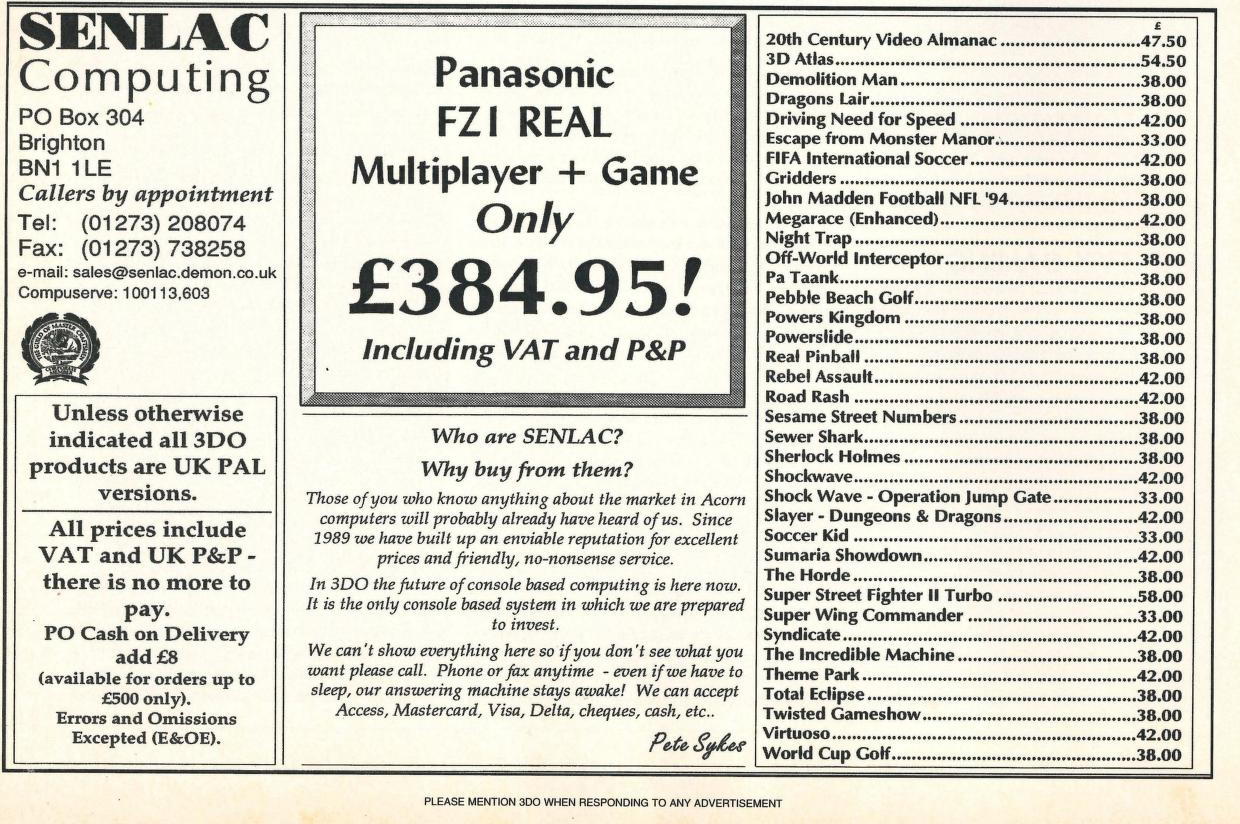 SENLAC
Computing
PO Box 304
Brighton
BN1 1LE
Callers by appointment
Tel: (01273) 208074
Fax: (01273) 738258
e-mail: sales@senlac.demon.co.uk
Compuserve: 100113,603
Unless otherwise
indicated all 3DO
products are UK PAL
versions.
All prices include
VAT and UK P&P -
there is no more to
pay.
PO Cash on Delivery
add £8
(available for orders up to
£500 only).
Errors and Omissions
Excepted (E&OE).
Panasonic
FZ1 REAL
Multiplayer + Game
Only
£384.95!
Including VAT and P&P
Who are SENLAC?
Why buy from them?
Those of you who know anything about the market in Acorn
computers will probably already have heard of us. Since
1989 we have built up an enviable reputation for excellent
prices and friendly, no-nonsense service.
In 3DO the future of console based computing is here now.
It is the only console based system in which we are prepared
to invest.
We can't show everything here so if you don't see what you
want please call. Phone or fax anytime - even if we have to
sleep, our answering machine stays awake! We can accept
Access, Mastercard, Visa, Delta, cheques, cash, etc..
Pete Sykes
£
20th Century Video Almanac ..............................47.50
3D Atlas..............................54.50
Demolition Man ..............................38.00
Dragons Lair..............................38.00
Driving Need for Speed ..............................42.00
Escape from Monster Manor..............................33.00
FIFA International Soccer ..............................42.00
Gridders ..............................38.00
John Madden Football NFL '94..............................38.00
Megarace (Enhanced)..............................42.00
Night Trap ..............................38.00
Off-World Interceptor..............................38.00
Pa Taank..............................38.00
Pebble Beach Golf..............................38.00
Powers Kingdom ..............................38.00
Powerslide..............................38.00
Real Pinball ..............................38.00
Rebel Assault..............................42.00
Road Rash ..............................42.00
Sesame Street Numbers..............................38.00
Sewer Shark..............................38.00
Sherlock Holmes ..............................38.00
Shockwave..............................42.00
Shock Wave - Operation Jump Gate..............................33.00
Slayer - Dungeons & Dragons..............................42.00
Soccer Kid ..............................33.00
Sumaria Showdown..............................42.00
The Horde ..............................38.00
Super Street Fighter II Turbo ..............................58.00
Super Wing Commander ..............................33.00
Syndicate..............................42.00
The Incredible Machine ..............................38.00
Theme Park ..............................42.00
Total Eclipse ..............................38.00
Twisted Gameshow..............................38.00
Virtuoso..............................42.00
World Cup Golf..............................38.00
PLEASE MENTION 3DO WHEN RESPONDING TO ANY ADVERTISEMENT